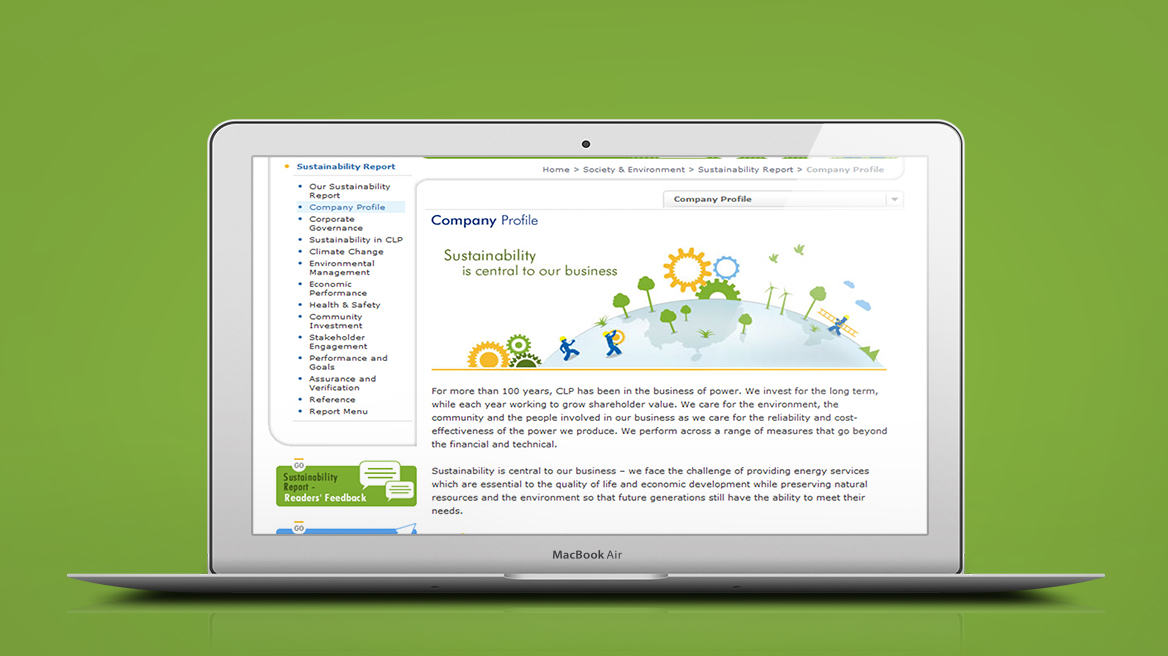 Sustainability Report
Our Sustainability
Report
Company Profile
Corporate
Governance
Sustainability in CLP
Climate Change
Environmental
Management
Economic
Performance
Health & Safety
Community
Investment
Stakeholder
Engagement
Performance and
Goals
Assurance and
Verification
Reference
Report Menu
GO
Sustainability
Report -
Readers' Feedback
GO
Home > Society & Environment > Sustainability Report > Company Profile
Company Profile
Company Profile
Sustainability
is central to our business
For more than 100 years, CLP has been in the business of power. We invest for the long term,
while each year working to grow shareholder value. We care for the environment, the
community and the people involved in our business as we care for the reliability and cost-
effectiveness of the power we produce. We perform across a range of measures that go beyond
the financial and technical.
Sustainability is central to our business – we face the challenge of providing energy services
which are essential to the quality of life and economic development while preserving natural
resources and the environment so that future generations still have the ability to meet their
needs.
MacBook Air